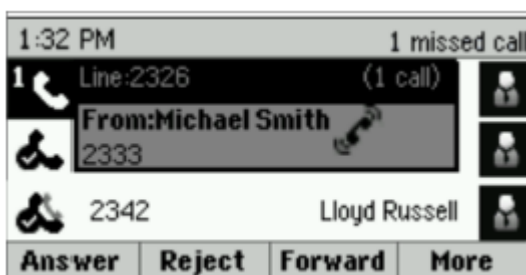 1:32 PM 1 missed call
1 Line:2326 (1 call)
From:Michael Smith
2333
2342 Lloyd Russell
Answer Reject Forward More